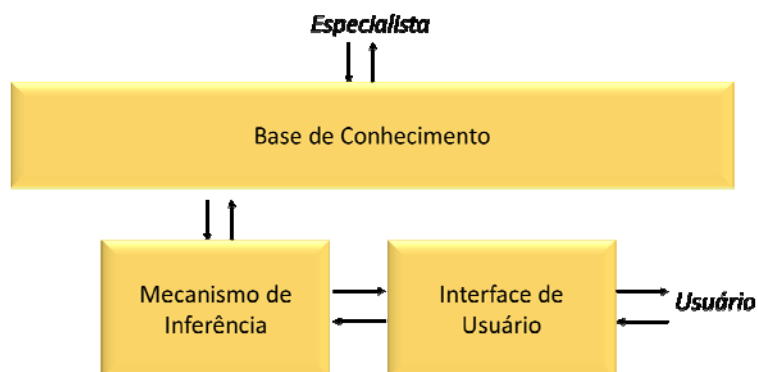 Especialista
Base de Conhecimento
Mecanismo de
Inferência
Interface de
Usuário
Usuário